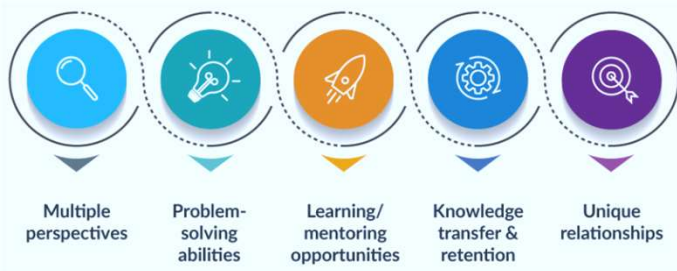 Multiple
perspectives
Problem-
solving
abilities
Learning/
mentoring
opportunities
Knowledge
transfer &
retention
Unique
relationships